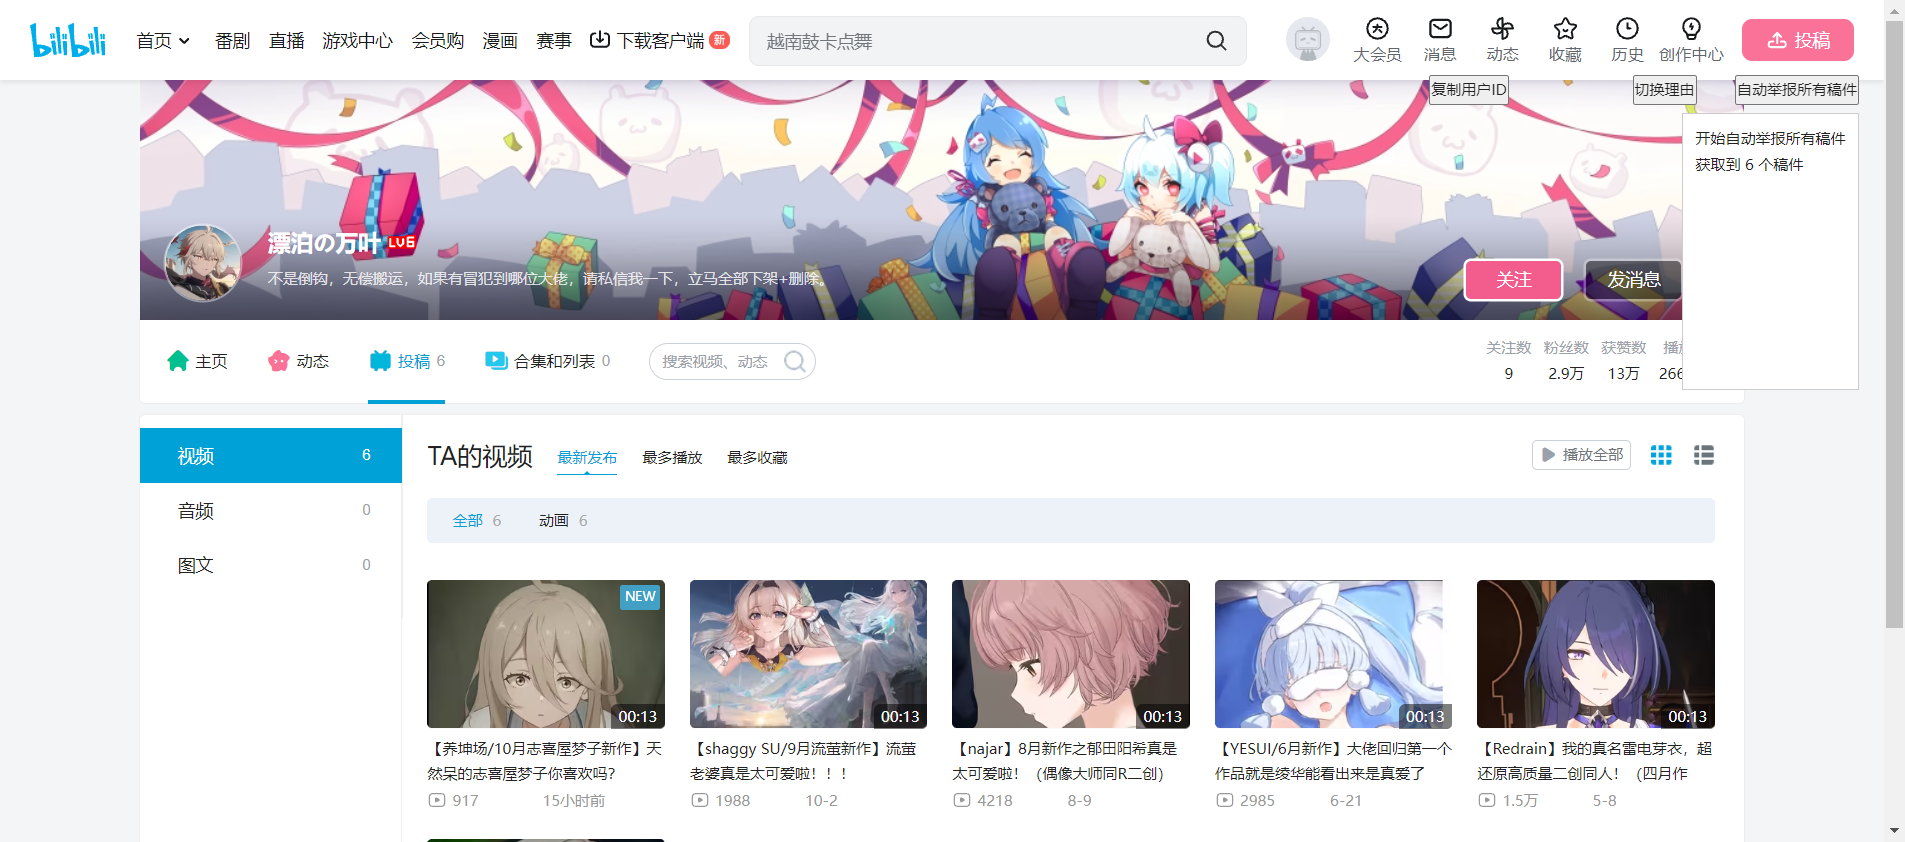 bilibili
首页
番剧
直播
游戏中心
会员购
漫画
赛事
下载客户端
新
越南鼓卡点舞
大会员
消息
动态
收藏
历史
创作中心
投稿
复制用户ID
切换理由
自动举报所有稿件
开始自动举报所有稿件
获取到 6 个稿件
漂泊の万叶 LV6
不是倒钩，无偿搬运，如果有冒犯到哪位大佬，请私信我一下，立马全部下架+删除。
关注
发消息
主页
动态
投稿 6
合集和列表 0
搜索视频、动态
关注数 粉丝数 获赞数
9 2.9万 13万
视频 6
音频 0
图文 0
TA的视频
最新发布
最多播放
最多收藏
播放全部
全部 6
动画 6
NEW
00:13
00:13
00:13
00:13
00:13
【养坤场/10月志喜屋梦子新作】天
然呆的志喜屋梦子你喜欢吗？
917 15小时前
【shaggy SU/9月流萤新作】流萤
老婆真是太可爱啦！！！
1988 10-2
【najar】8月新作之郁田阳希真是
太可爱啦！（偶像大师同R二创）
4218 8-9
【YESUI/6月新作】大佬回归第一个
作品就是绫华能看出来是真爱了
2985 6-21
【Redrain】我的真名雷电芽衣，超
还原高质量二创同人！（四月作
1.5万 5-8